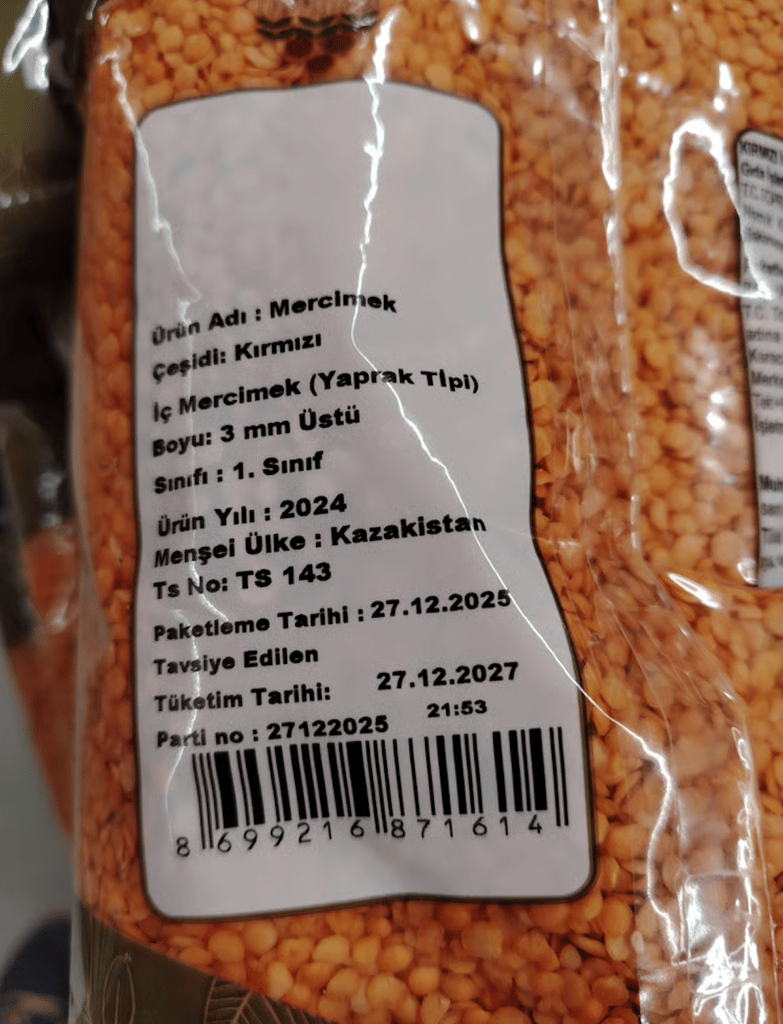 Ürün Adı : Mercimek
Çeşidi: Kırmızı
İç Mercimek (Yaprak Tipi)
Boyu: 3 mm Üstü
Sınıfı : 1. Sınıf
Ürün Yılı : 2024
Menşei Ülke : Kazakistan
Ts No: TS 143
Paketleme Tarihi : 27.12.2025
Tavsiye Edilen
Tüketim Tarihi: 27.12.2027
21:53
Parti no : 27122025
8 699216 871614
T.C.